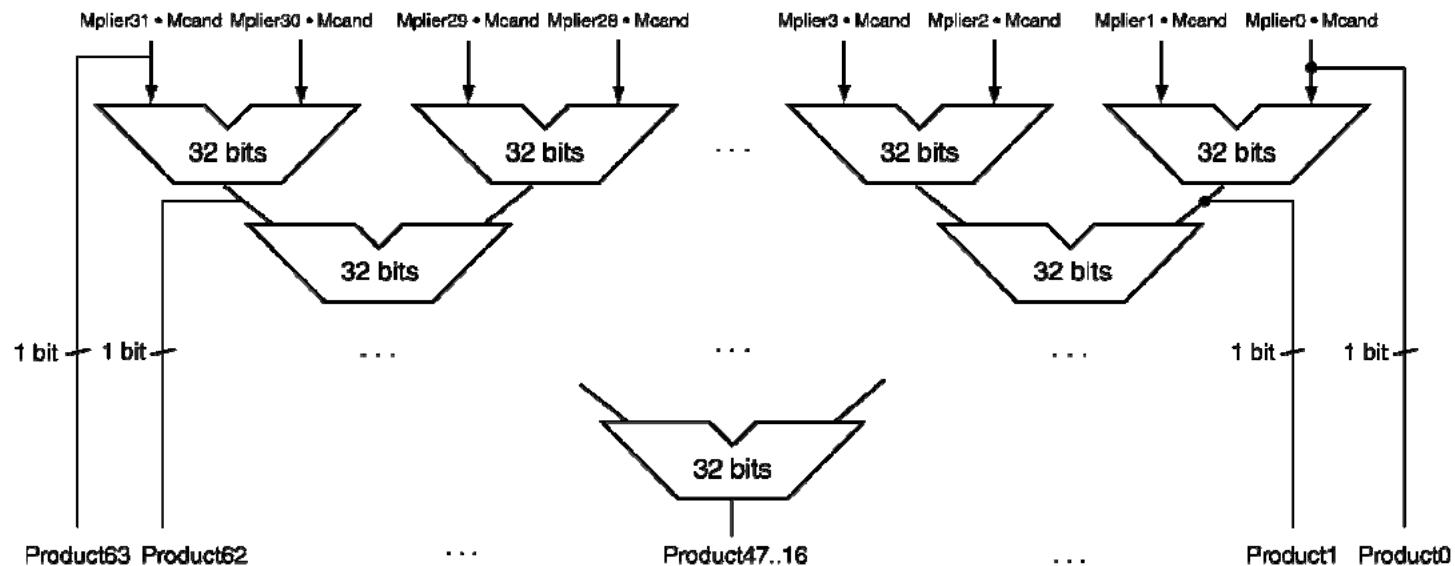 Mplier31 • Mcand Mplier30 • Mcand Mplier29 • Mcand Mplier28 • Mcand Mplier3 • Mcand Mplier2 • Mcand Mplier1 • Mcand Mplier0 • Mcand
32 bits 32 bits ... 32 bits 32 bits
32 bits 32 bits
1 bit 1 bit ... ... ... 1 bit 1 bit
32 bits
Product63 Product62 ... Product47..16 ... Product1 Product0